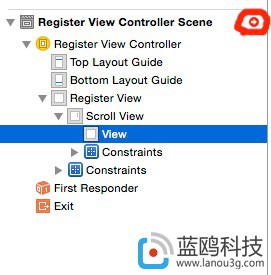 Register View Controller Scene
Register View Controller
Top Layout Guide
Bottom Layout Guide
Register View
Scroll View
View
Constraints
Constraints
First Responder
Exit
蓝鸥科技
www.lanou3g.com